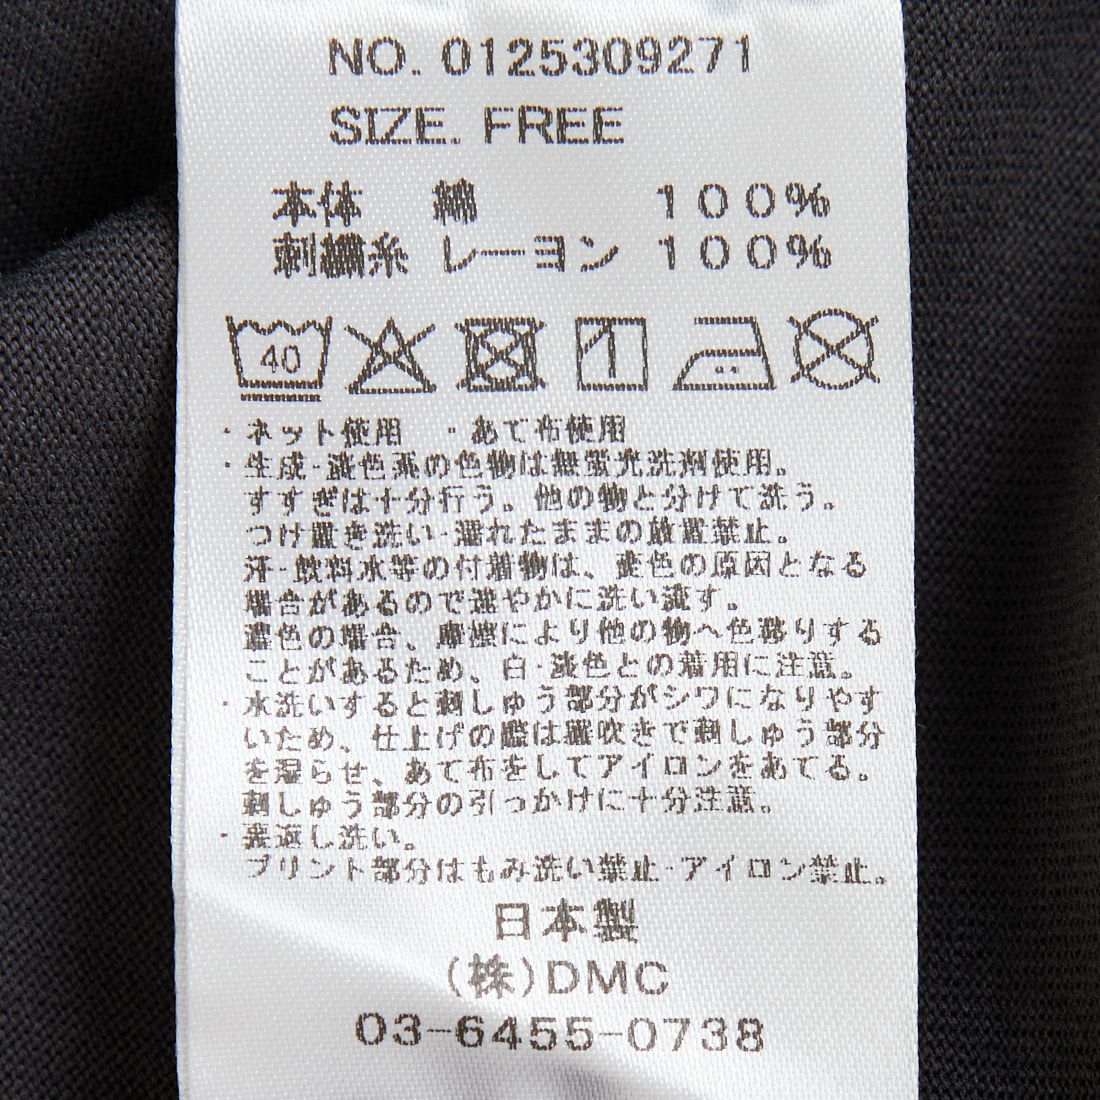 NO. 0125309271
SIZE. FREE
本体 綿 100%
刺繍糸 レーヨン 100%
40
・ネット使用 ・あて布使用
・生成・淡色系の色物は無蛍光洗剤使用。
すすぎは十分行う。他の物と分けて洗う。
つけ置き洗い・濡れたままの放置禁止。
汗・飲料水等の付着物は、変色の原因となる
場合があるので速やかに洗い流す。
濃色の場合、摩擦により他の物へ色移りする
ことがあるため、白・淡色との着用に注意。
・水洗いすると刺しゅう部分がシワになりやす
いため、仕上げの際は霧吹きで刺しゅう部分
を湿らせ、あて布をしてアイロンをあてる。
刺しゅう部分の引っかけに十分注意。
・裏返し洗い。
プリント部分はもみ洗い禁止・アイロン禁止。
日本製
(株)DMC
03-6455-0738